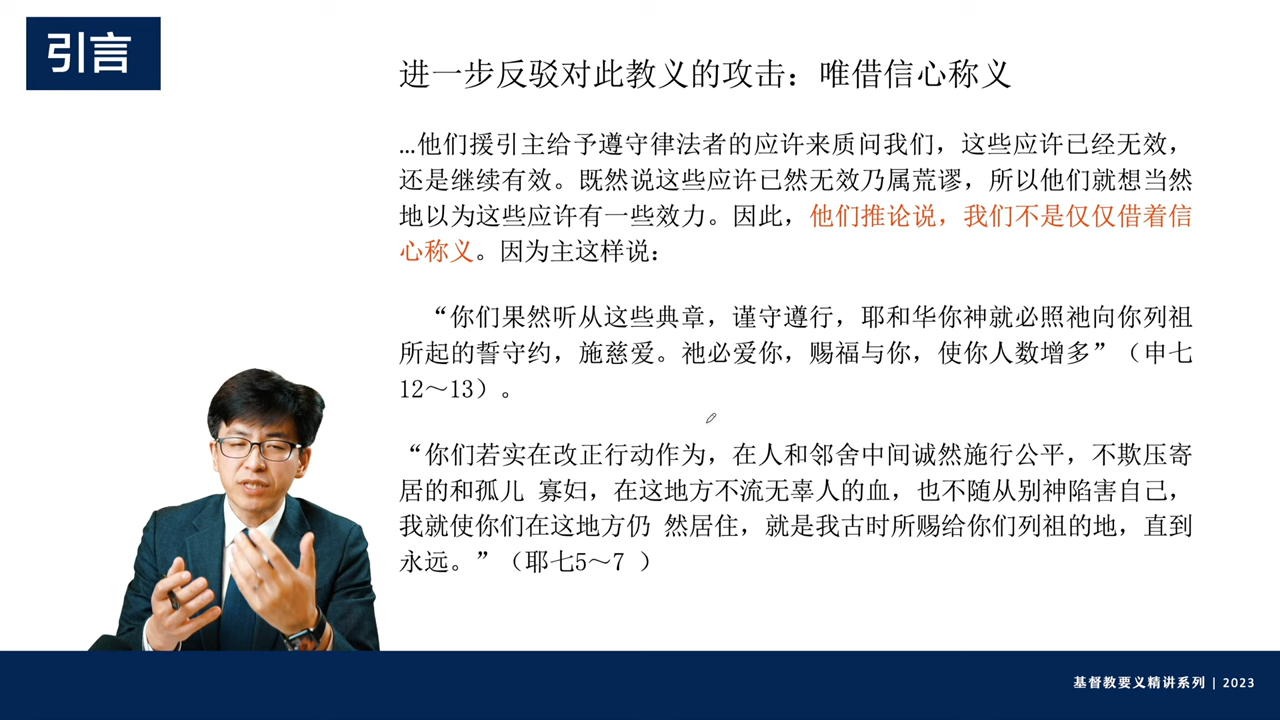 引言
进一步反驳对此教义的攻击：唯借信心称义
…他们援引主给予遵守律法者的应许来质问我们，这些应许已经无效，
还是继续有效。既然说这些应许已然无效乃属荒谬，所以他们就想当然
地以为这些应许有一些效力。因此，他们推论说，我们不是仅仅借着信
心称义。因为主这样说：
“你们果然听从这些典章，谨守遵行，耶和华你神就必照祂向你列祖
所起的誓守约，施慈爱。祂必爱你，赐福与你，使你人数增多”（申七
12～13）。
“你们若实在改正行动作为，在人和邻舍中间诚然施行公平，不欺压寄
居的和孤儿 寡妇，在这地方不流无辜人的血，也不随从别神陷害自己，
我就使你们在这地方仍 然居住，就是我古时所赐给你们列祖的地，直到
永远。”（耶七5～7 ）
基督教要义精讲系列 | 2023